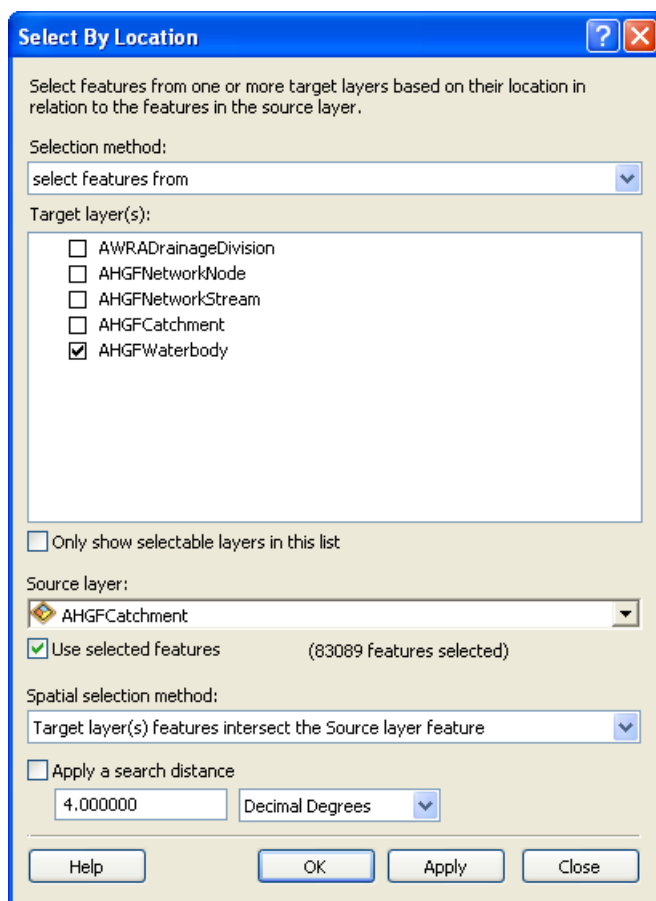 Select By Location
Select features from one or more target layers based on their location in
relation to the features in the source layer.
Selection method:
select features from
Target layer(s):
AWRADrainageDivision
AHGFNetworkNode
AHGFNetworkStream
AHGFCatchment
AHGFWaterbody
Only show selectable layers in this list
Source layer:
AHGFCatchment
Use selected features (83089 features selected)
Spatial selection method:
Target layer(s) features intersect the Source layer feature
Apply a search distance
4.000000 Decimal Degrees
Help OK Apply Close